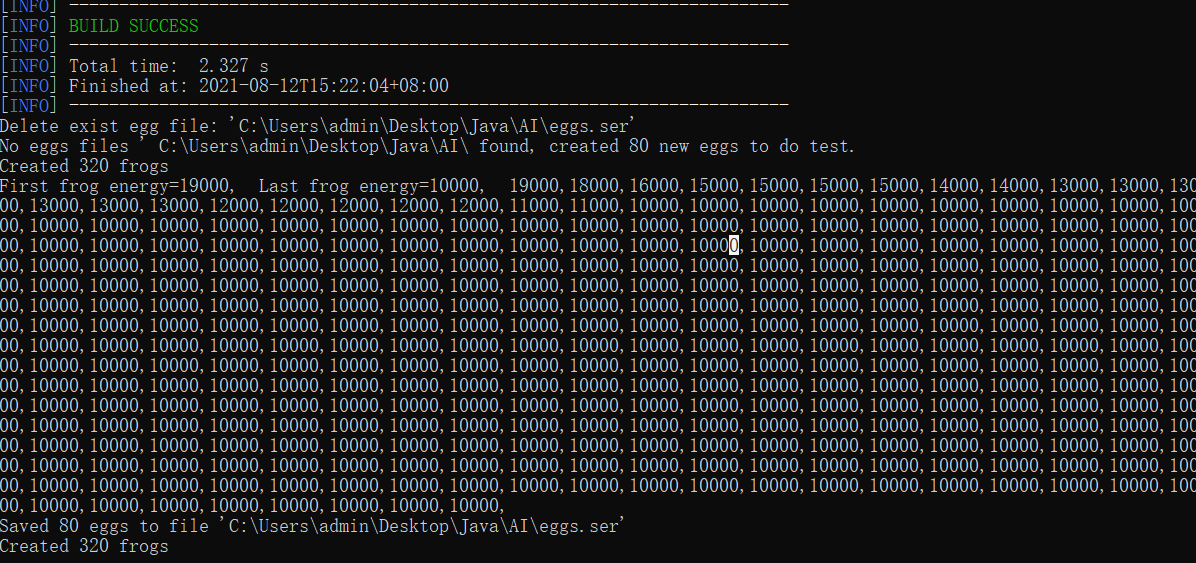 [INFO] ------------------------------------------------------------------------
[INFO] BUILD SUCCESS
[INFO] ------------------------------------------------------------------------
[INFO] Total time:  2.327 s
[INFO] Finished at: 2021-08-12T15:22:04+08:00
[INFO] ------------------------------------------------------------------------
Delete exist egg file: 'C:\Users\admin\Desktop\Java\AI\eggs.ser'
No eggs files ' C:\Users\admin\Desktop\Java\AI\ found, created 80 new eggs to do test.
Created 320 frogs
First frog energy=19000,  Last frog energy=10000,   19000,18000,16000,15000,15000,15000,15000,14000,14000,13000,13000,130
00,13000,13000,13000,12000,12000,12000,12000,12000,11000,11000,10000,10000,10000,10000,10000,10000,10000,10000,10000,100
00,10000,10000,10000,10000,10000,10000,10000,10000,10000,10000,10000,10000,10000,10000,10000,10000,10000,10000,10000,100
00,10000,10000,10000,10000,10000,10000,10000,10000,10000,10000,10000,10000,10000,10000,10000,10000,10000,10000,10000,100
00,10000,10000,10000,10000,10000,10000,10000,10000,10000,10000,10000,10000,10000,10000,10000,10000,10000,10000,10000,100
00,10000,10000,10000,10000,10000,10000,10000,10000,10000,10000,10000,10000,10000,10000,10000,10000,10000,10000,10000,100
00,10000,10000,10000,10000,10000,10000,10000,10000,10000,10000,10000,10000,10000,10000,10000,10000,10000,10000,10000,100
00,10000,10000,10000,10000,10000,10000,10000,10000,10000,10000,10000,10000,10000,10000,10000,10000,10000,10000,10000,100
00,10000,10000,10000,10000,10000,10000,10000,10000,10000,10000,10000,10000,10000,10000,10000,10000,10000,10000,10000,100
00,10000,10000,10000,10000,10000,10000,10000,10000,10000,10000,10000,10000,10000,10000,10000,10000,10000,10000,10000,100
00,10000,10000,10000,10000,10000,10000,10000,10000,10000,10000,10000,10000,10000,10000,10000,10000,10000,10000,10000,100
00,10000,10000,10000,10000,10000,10000,10000,10000,10000,10000,10000,10000,10000,10000,10000,10000,10000,10000,10000,100
00,10000,10000,10000,10000,10000,10000,10000,10000,10000,10000,10000,10000,10000,10000,10000,10000,10000,10000,10000,100
00,10000,10000,10000,10000,10000,10000,10000,10000,10000,10000,10000,10000,10000,10000,10000,10000,10000,10000,10000,100
00,10000,10000,10000,10000,10000,10000,10000,10000,10000,10000,10000,10000,10000,10000,10000,10000,10000,10000,10000,100
00,10000,10000,10000,10000,10000,10000,10000,10000,10000,10000,10000,10000,10000,10000,10000,10000,10000,10000,10000,100
00,10000,10000,10000,10000,10000,10000,10000,10000,
Saved 80 eggs to file 'C:\Users\admin\Desktop\Java\AI\eggs.ser'
Created 320 frogs